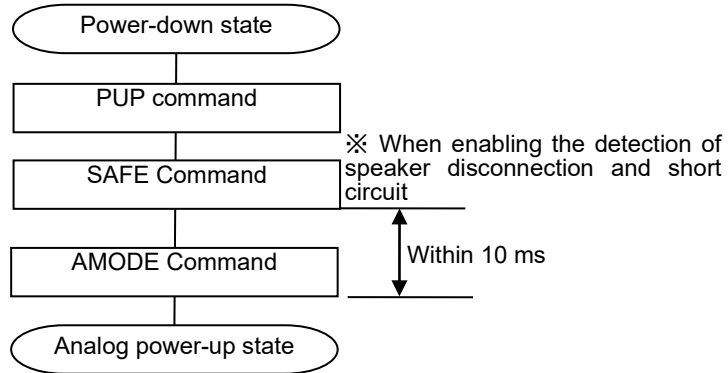 Power-down state
PUP command
※ When enabling the detection of
speaker disconnection and short
circuit
SAFE Command
Within 10 ms
AMODE Command
Analog power-up state